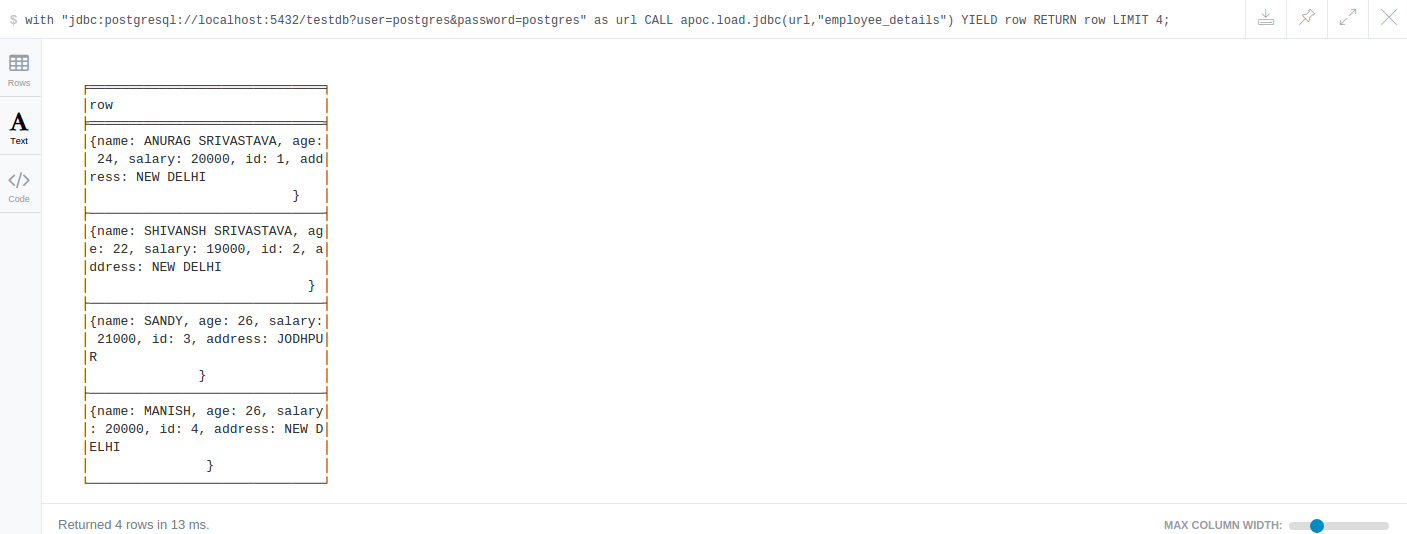 $ with "jdbc:postgresql://localhost:5432/testdb?user=postgres&password=postgres" as url CALL apoc.load.jdbc(url,"employee_details") YIELD row RETURN row LIMIT 4;
Rows
Text
Code
row
{name: ANURAG SRIVASTAVA, age:
24, salary: 20000, id: 1, add
ress: NEW DELHI
}
{name: SHIVANSH SRIVASTAVA, ag
e: 22, salary: 19000, id: 2, a
ddress: NEW DELHI
}
{name: SANDY, age: 26, salary:
21000, id: 3, address: JODHPU
R
}
{name: MANISH, age: 26, salary
: 20000, id: 4, address: NEW D
ELHI
}
Returned 4 rows in 13 ms.
MAX COLUMN WIDTH: